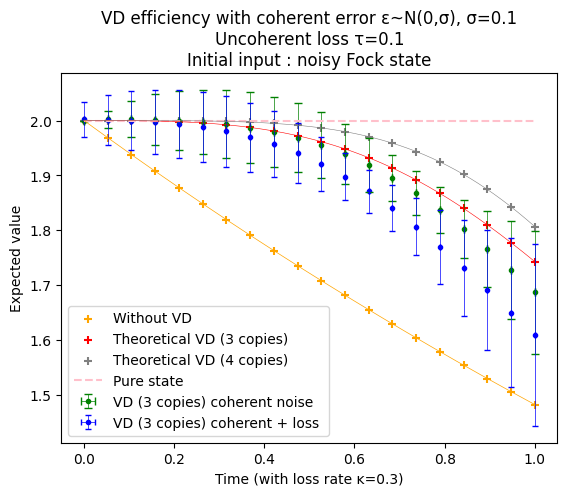 VD efficiency with coherent error ε~N(0,σ), σ=0.1
Uncoherent loss τ=0.1
Initial input : noisy Fock state
Expected value
2.0
1.9
1.8
1.7
1.6
1.5
Without VD
Theoretical VD (3 copies)
Theoretical VD (4 copies)
Pure state
VD (3 copies) coherent noise
VD (3 copies) coherent + loss
0.0 0.2 0.4 0.6 0.8 1.0
Time (with loss rate κ=0.3)